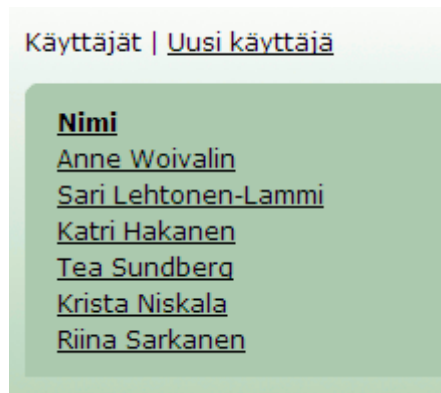 Käyttäjät | Uusi käyttäjä
Nimi
Anne Woivalin
Sari Lehtonen-Lammi
Katri Hakanen
Tea Sundberg
Krista Niskala
Riina Sarkanen